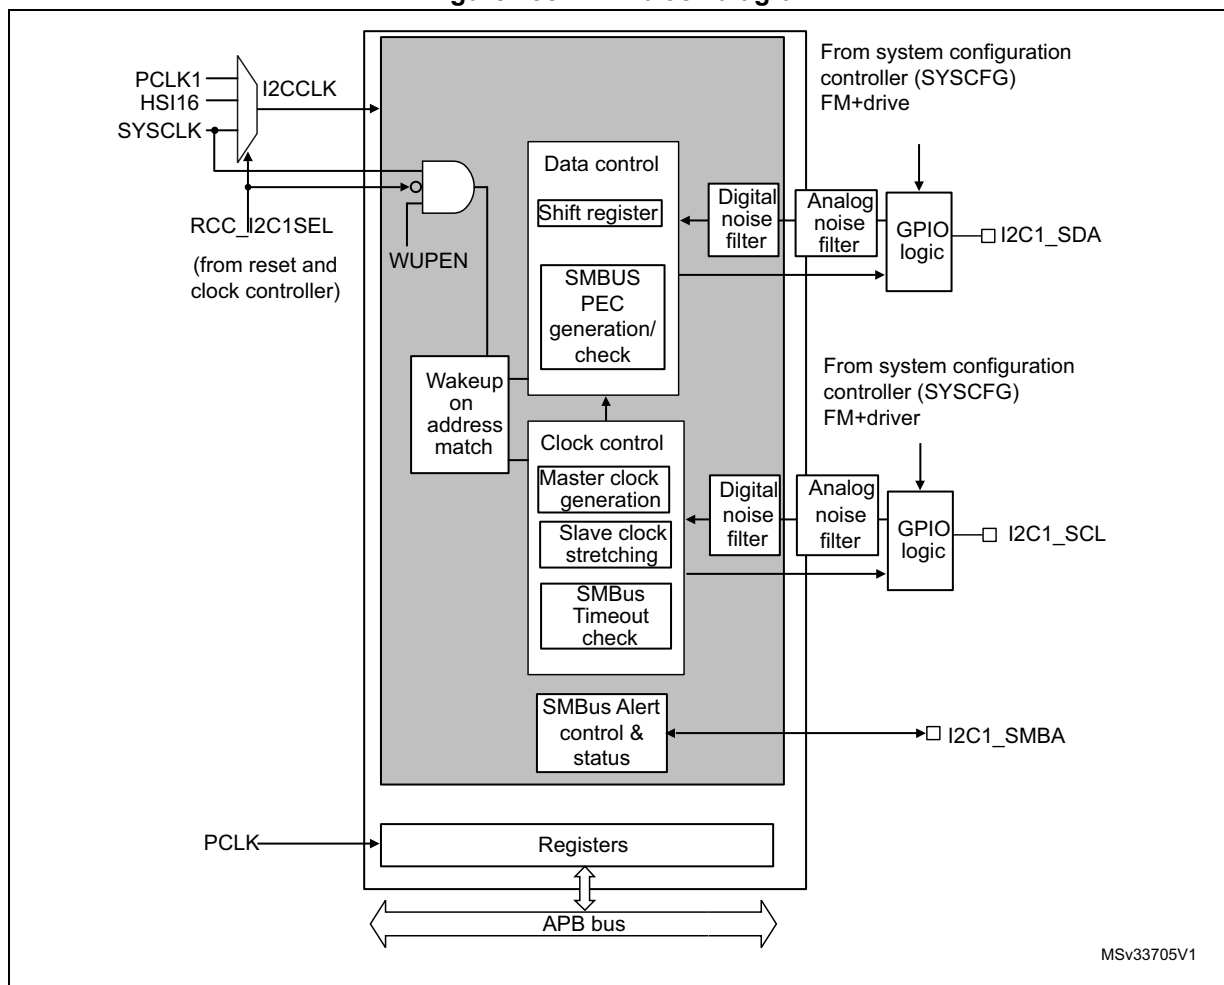 From system configuration
controller (SYSCFG)
FM+drive
PCLK1
HSI16
SYSCLK
I2CCLK
RCC_I2C1SEL
(from reset and
clock controller)
WUPEN
Data control
Shift register
SMBUS
PEC
generation/
check
Digital
noise
filter
Analog
noise
filter
GPIO
logic
I2C1_SDA
Wakeup
on
address
match
From system configuration
controller (SYSCFG)
FM+driver
Clock control
Master clock
generation
Slave clock
stretching
SMBus
Timeout
check
Digital
noise
filter
Analog
noise
filter
GPIO
logic
I2C1_SCL
SMBus Alert
control &
status
I2C1_SMBA
PCLK
Registers
APB bus
MSv33705V1